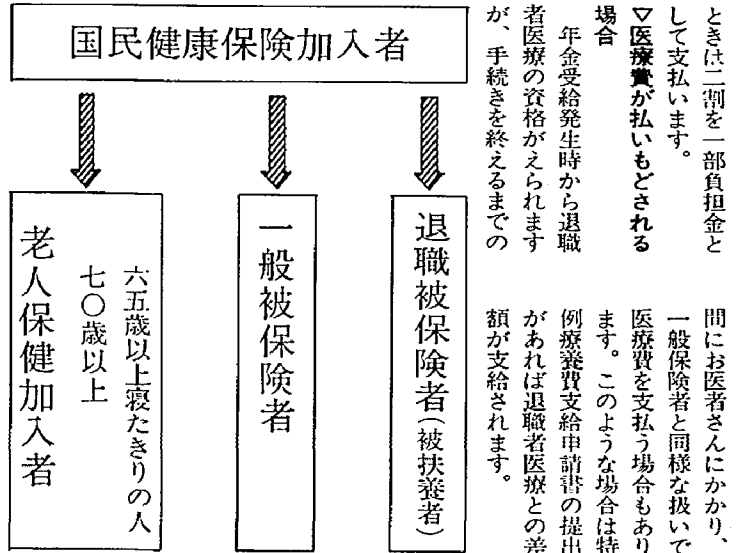 ときは二割を一部負担金と
して支払います。
▽医療費が払いもどされる
場合
年金受給発生時から退職
者医療の資格がえられます
が、手続きを終えるまでの
間にお医者さんにかかり、
一般保険者と同様な扱いで
医療費を支払う場合もあり
ます。このような場合は特
例療養費支給申請書の提出
があれば退職者医療との差
額が支給されます。
国民健康保険加入者
退職被保険者(被扶養者)
一般被保険者
六五歳以上寝たきりの人
七〇歳以上
老人保健加入者